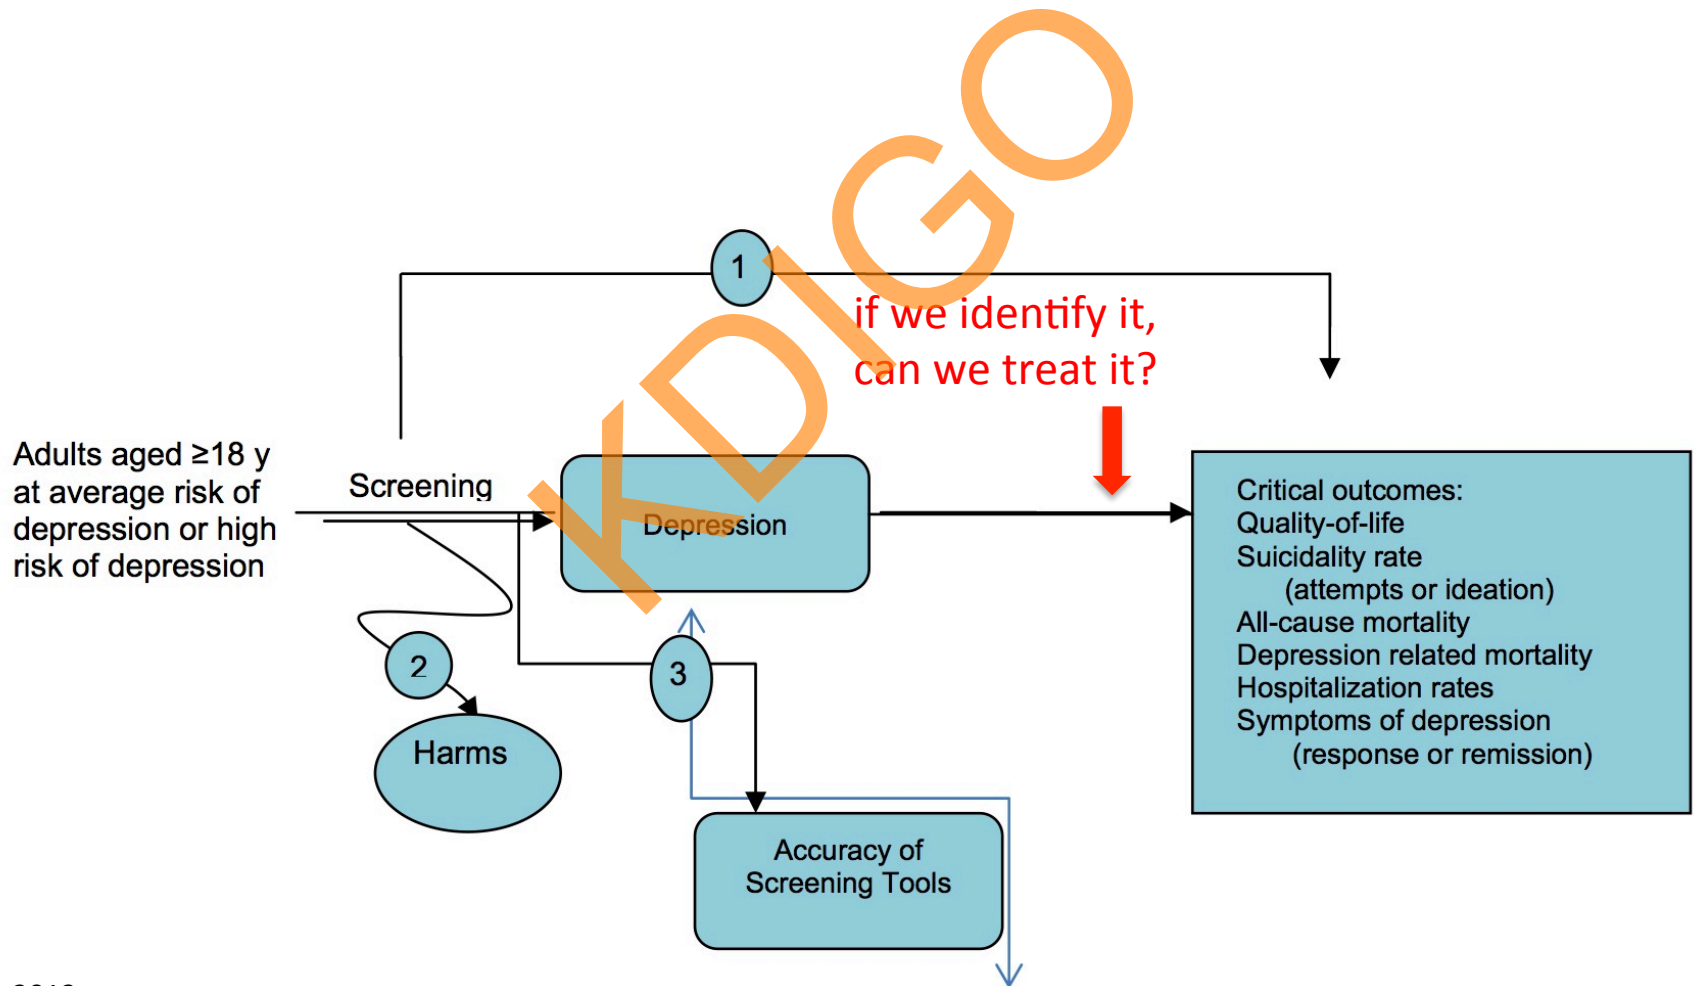 KDIGO
1
if we identify it,
can we treat it?
Adults aged ≥18 y
at average risk of
depression or high
risk of depression
Screening
Depression
Critical outcomes:
Quality-of-life
Suicidality rate
(attempts or ideation)
All-cause mortality
Depression related mortality
Hospitalization rates
Symptoms of depression
(response or remission)
2
3
Harms
Accuracy of
Screening Tools